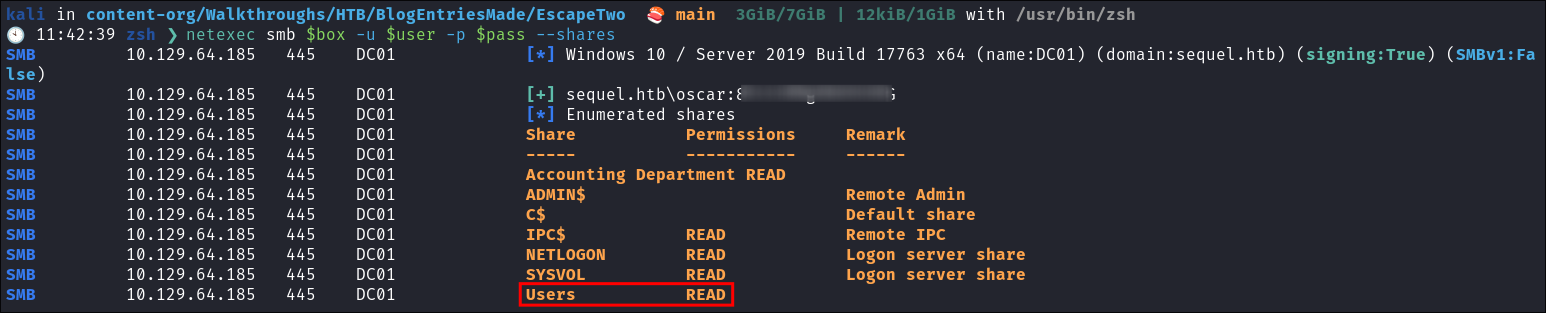 kali in content-org/Walkthroughs/HTB/BlogEntriesMade/EscapeTwo 🍣 main 3GiB/7GiB | 12kiB/1GiB with /usr/bin/zsh
🕙 11:42:39 zsh ❯ netexec smb $box -u $user -p $pass --shares
SMB 10.129.64.185 445 DC01 [*] Windows 10 / Server 2019 Build 17763 x64 (name:DC01) (domain:sequel.htb) (signing:True) (SMBv1:Fa
lse)
SMB 10.129.64.185 445 DC01 [+] sequel.htb\oscar:
SMB 10.129.64.185 445 DC01 [*] Enumerated shares
SMB 10.129.64.185 445 DC01 Share Permissions Remark
SMB 10.129.64.185 445 DC01 ----- ----------- ------
SMB 10.129.64.185 445 DC01 Accounting Department READ
SMB 10.129.64.185 445 DC01 ADMIN$ Remote Admin
SMB 10.129.64.185 445 DC01 C$ Default share
SMB 10.129.64.185 445 DC01 IPC$ READ Remote IPC
SMB 10.129.64.185 445 DC01 NETLOGON READ Logon server share
SMB 10.129.64.185 445 DC01 SYSVOL READ Logon server share
SMB 10.129.64.185 445 DC01 Users READ